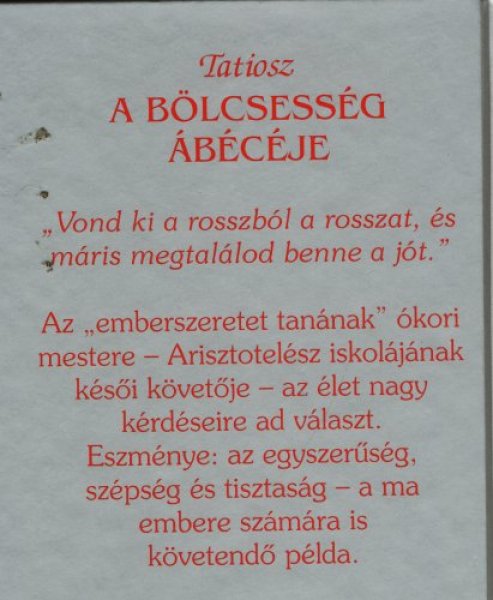 Tatiosz
A BÖLCSESSÉG
ÁBÉCÉJE
„Vond ki a rosszból a rosszat, és
máris megtalálod benne a jót.”
Az „emberszeretet tanának” ókori
mestere – Arisztotelész iskolájának
késői követője – az élet nagy
kérdéseire ad választ.
Eszménye: az egyszerűség,
szépség és tisztaság – a ma
embere számára is
követendő példa.